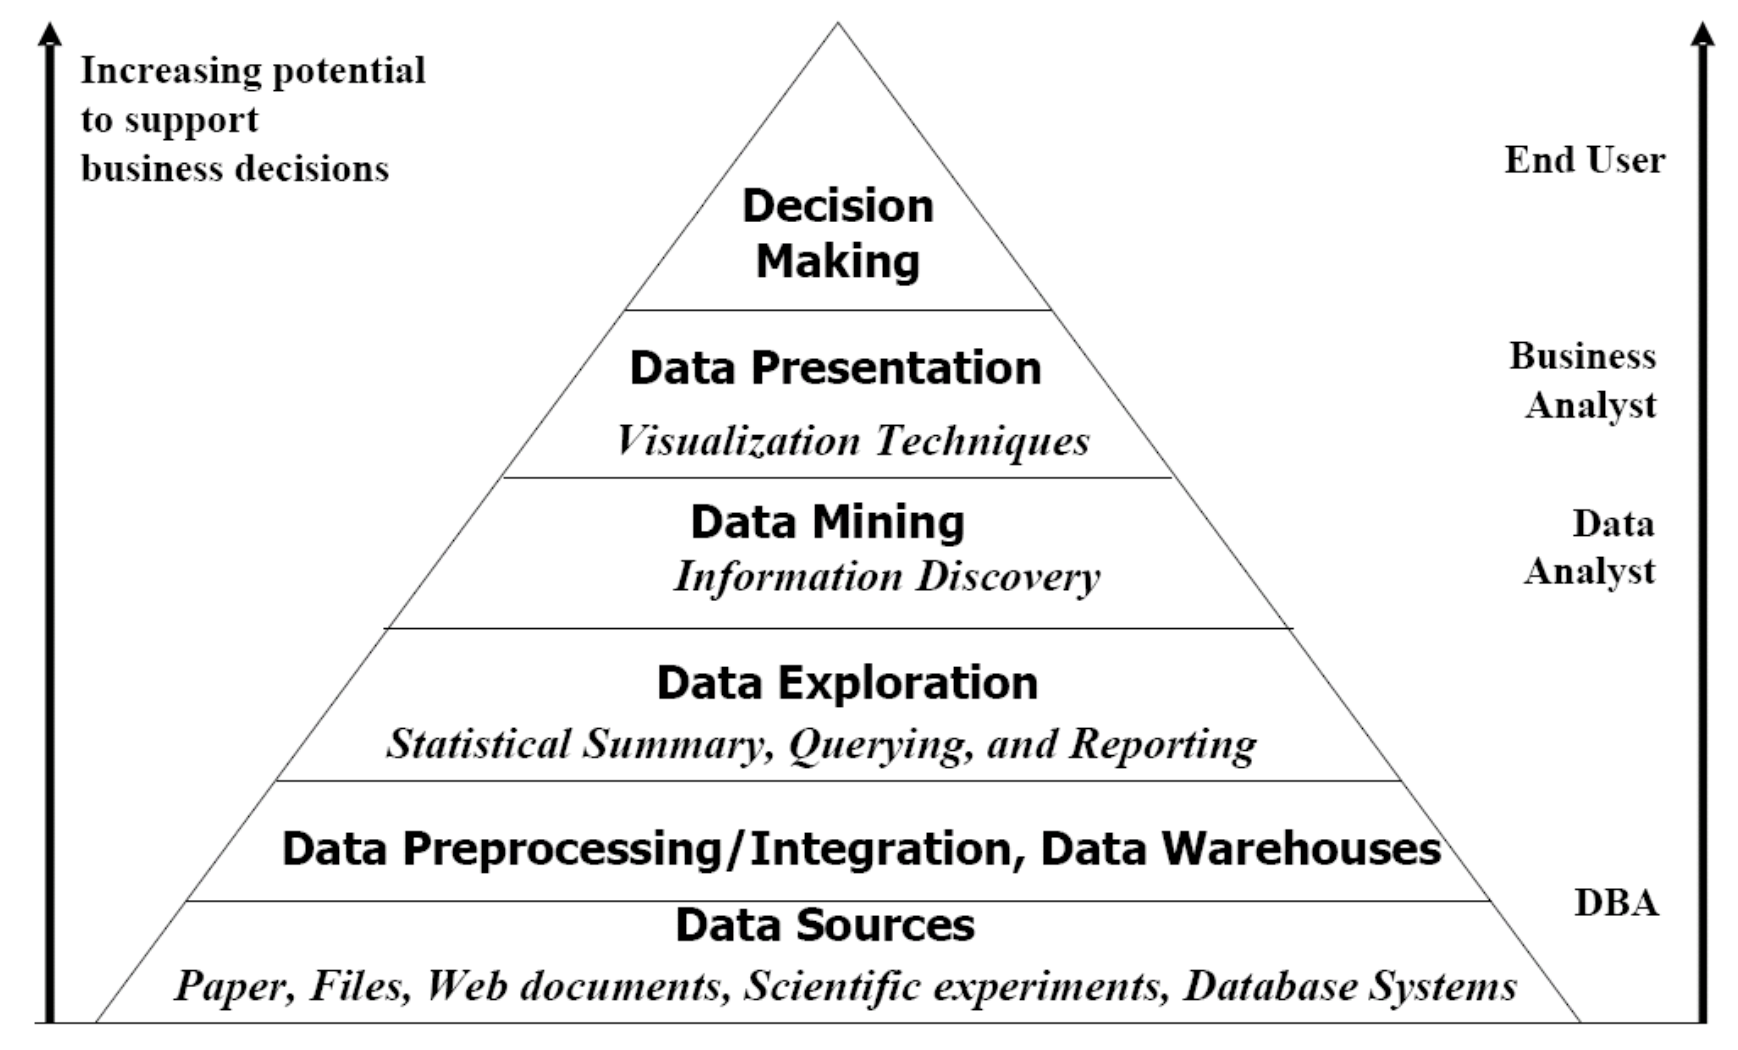 Increasing potential
to support
business decisions
End User
Decision
Making
Data Presentation
Visualization Techniques
Business
Analyst
Data Mining
Information Discovery
Data
Analyst
Data Exploration
Statistical Summary, Querying, and Reporting
Data Preprocessing/Integration, Data Warehouses
DBA
Data Sources
Paper, Files, Web documents, Scientific experiments, Database Systems